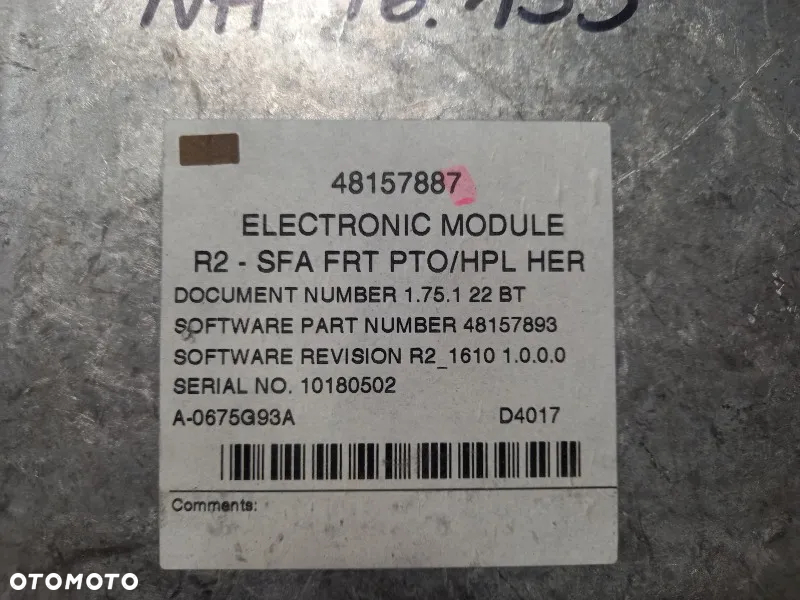 48157887
ELECTRONIC MODULE
R2 - SFA FRT PTO/HPL HER
DOCUMENT NUMBER 1.75.1 22 BT
SOFTWARE PART NUMBER 48157893
SOFTWARE REVISION R2_1610 1.0.0.0
SERIAL NO. 10180502
A-0675G93A D4017
Comments:
OTOMOTO